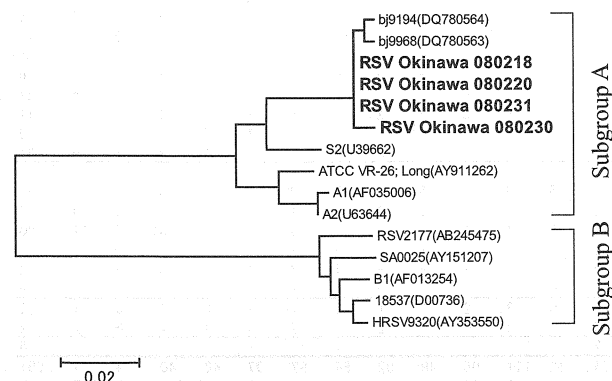 bj9194(DQ780564)
bj9968(DQ780563)
RSV Okinawa 080218
RSV Okinawa 080220
RSV Okinawa 080231
RSV Okinawa 080230
S2(U39662)
ATCC VR-26; Long(AY911262)
A1(AF035006)
A2(U63644)
Subgroup A
RSV2177(AB245475)
SA0025(AY151207)
B1(AF013254)
18537(D00736)
HRSV9320(AY353550)
Subgroup B
0.02